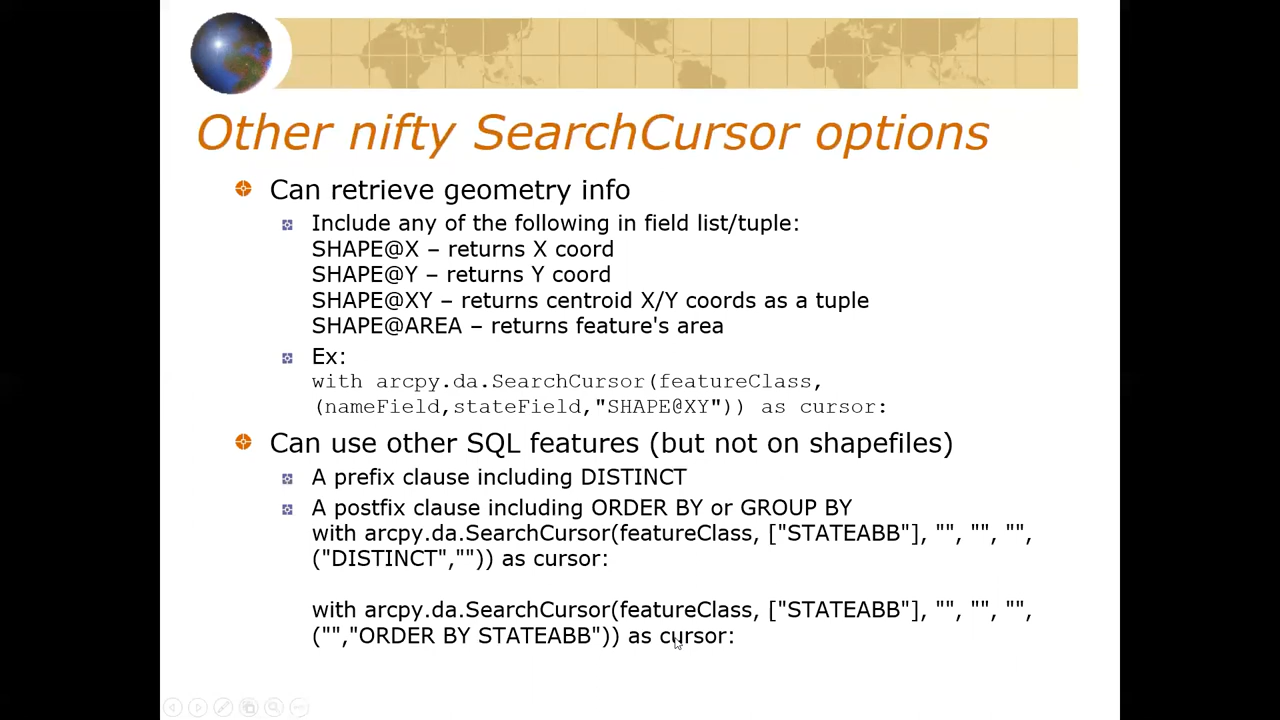 Other nifty SearchCursor options
Can retrieve geometry info
Include any of the following in field list/tuple:
SHAPE@X – returns X coord
SHAPE@Y – returns Y coord
SHAPE@XY – returns centroid X/Y coords as a tuple
SHAPE@AREA – returns feature's area
Ex:
with arcpy.da.SearchCursor(featureClass,
(nameField,stateField,"SHAPE@XY")) as cursor:
Can use other SQL features (but not on shapefiles)
A prefix clause including DISTINCT
A postfix clause including ORDER BY or GROUP BY
with arcpy.da.SearchCursor(featureClass, ["STATEABB"], "", "", "",
("DISTINCT","")) as cursor:
with arcpy.da.SearchCursor(featureClass, ["STATEABB"], "", "", "",
("","ORDER BY STATEABB")) as cursor: